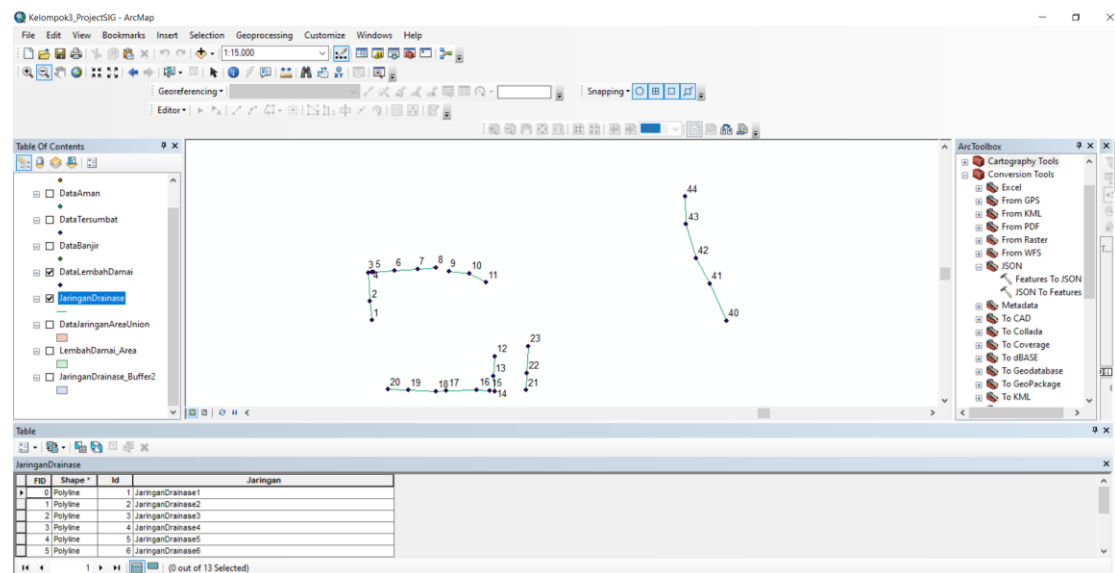 Kelompok3_ProjectSIG - ArcMap
File Edit View Bookmarks Insert Selection Geoprocessing Customize Windows Help
1:15,000
Georeferencing
Snapping
Editor
Table Of Contents
DataAman
DataTersumbat
DataBanjir
DataLembahDamai
JaringanDrainase
DataJaringanAreaUnion
LembahDamai_Area
JaringanDrainase_Buffer2
44
43
42
41
40
3 5 6 7 8 9 10
4
11
2
1
23
12
13
22
20 19 18 17 16 15
14
21
ArcToolbox
Cartography Tools
Conversion Tools
Excel
From GPS
From KML
From PDF
From Raster
From WFS
JSON
Features To JSON
JSON To Features
Metadata
To CAD
To Collada
To Coverage
To dBASE
To Geodatabase
To GeoPackage
To KML
Table
JaringanDrainase
FID Shape * Id Jaringan
0 Polyline 1 JaringanDrainase1
1 Polyline 2 JaringanDrainase2
2 Polyline 3 JaringanDrainase3
3 Polyline 4 JaringanDrainase4
4 Polyline 5 JaringanDrainase5
5 Polyline 6 JaringanDrainase6
1
(0 out of 13 Selected)